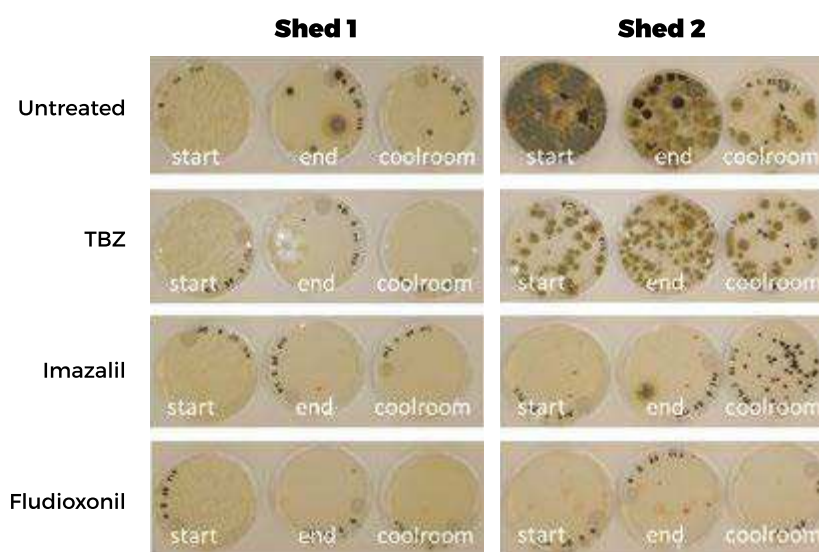 Shed 1
Shed 2
Untreated
start
end
coolroom
start
end
coolroom
TBZ
start
end
coolroom
start
end
coolroom
Imazalil
start
end
coolroom
start
end
coolroom
Fludioxonil
start
end
coolroom
start
end
coolroom